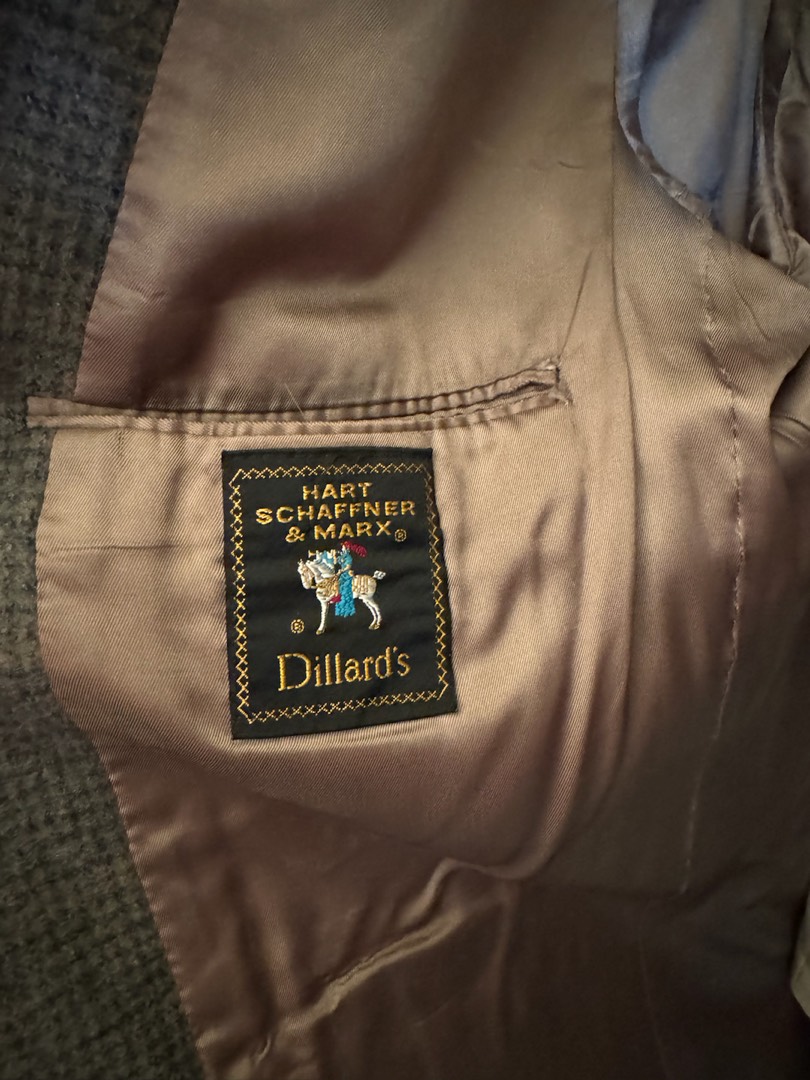 HART
SCHAFFNER
& MARX®
®
Dillard's